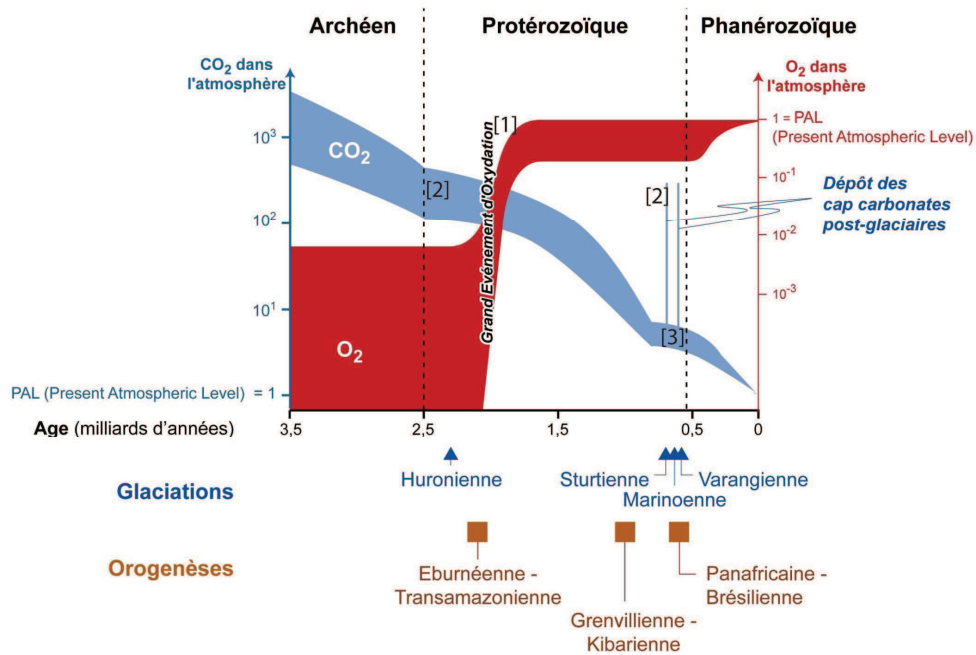 Archéen
Protérozoïque
Phanérozoïque
CO₂ dans
l'atmosphère
O₂ dans
l'atmosphère
10³
10²
10¹
PAL (Present Atmospheric Level) = 1
CO₂
O₂
[2]
[1]
Grand Evénement d'Oxydation
[2]
[3]
1 = PAL
(Present Atmospheric Level)
10⁻¹
10⁻²
10⁻³
Dépôt des
cap carbonates
post-glaciaires
Age (milliards d'années)
3,5
2,5
1,5
0,5
0
Glaciations
Huronienne
Sturtienne
Varangienne
Marinoenne
Orogenèses
Eburnéenne -
Transamazonienne
Panafricaine -
Brésilienne
Grenvillienne -
Kibarienne